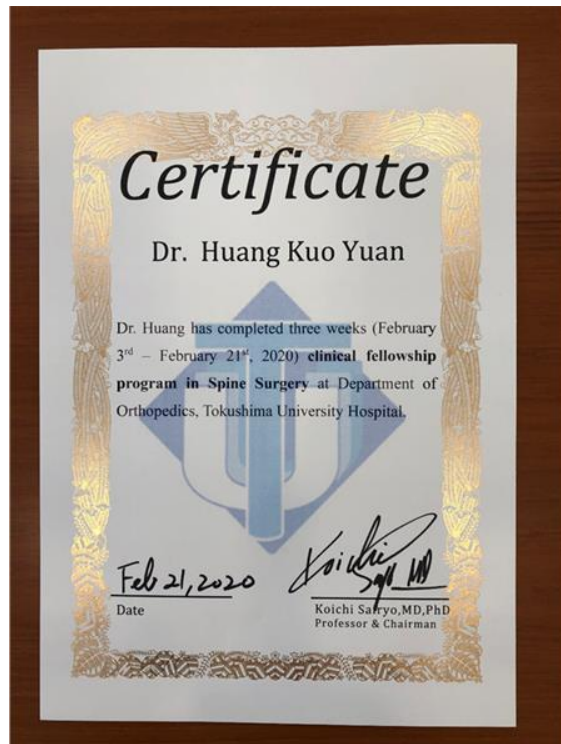 Certificate
Dr. Huang Kuo Yuan
Dr. Huang has completed three weeks (February
3rd – February 21st, 2020) clinical fellowship
program in Spine Surgery at Department of
Orthopedics, Tokushima University Hospital.
Feb 21, 2020
Koichi
MD
Date
Koichi Sairyo,MD,PhD
Professor & Chairman